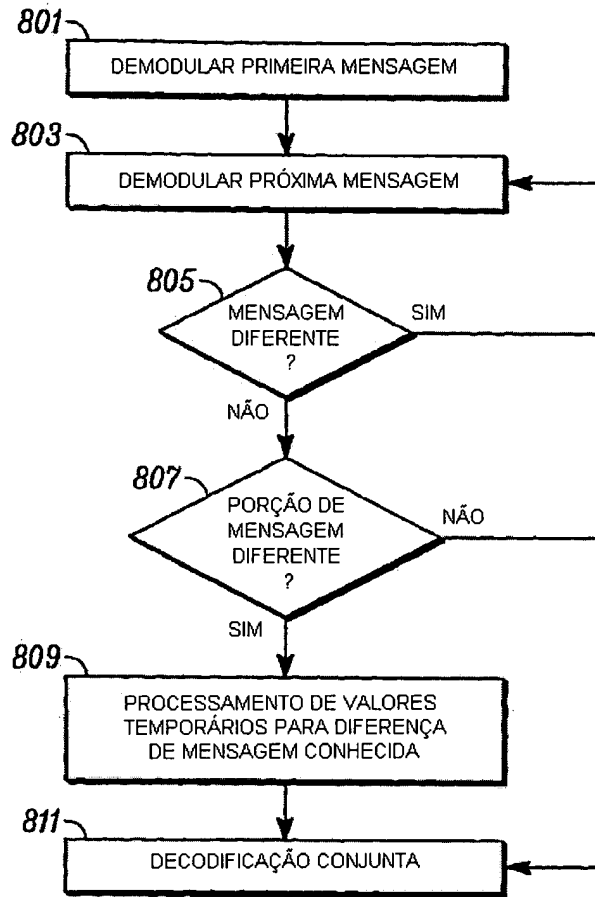 801
DEMODULAR PRIMEIRA MENSAGEM
803
DEMODULAR PRÓXIMA MENSAGEM
805
MENSAGEM
DIFERENTE
?
SIM
NÃO
807
PORÇÃO DE
MENSAGEM
DIFERENTE
?
NÃO
SIM
809
PROCESSAMENTO DE VALORES
TEMPORÁRIOS PARA DIFERENÇA
DE MENSAGEM CONHECIDA
811
DECODIFICAÇÃO CONJUNTA